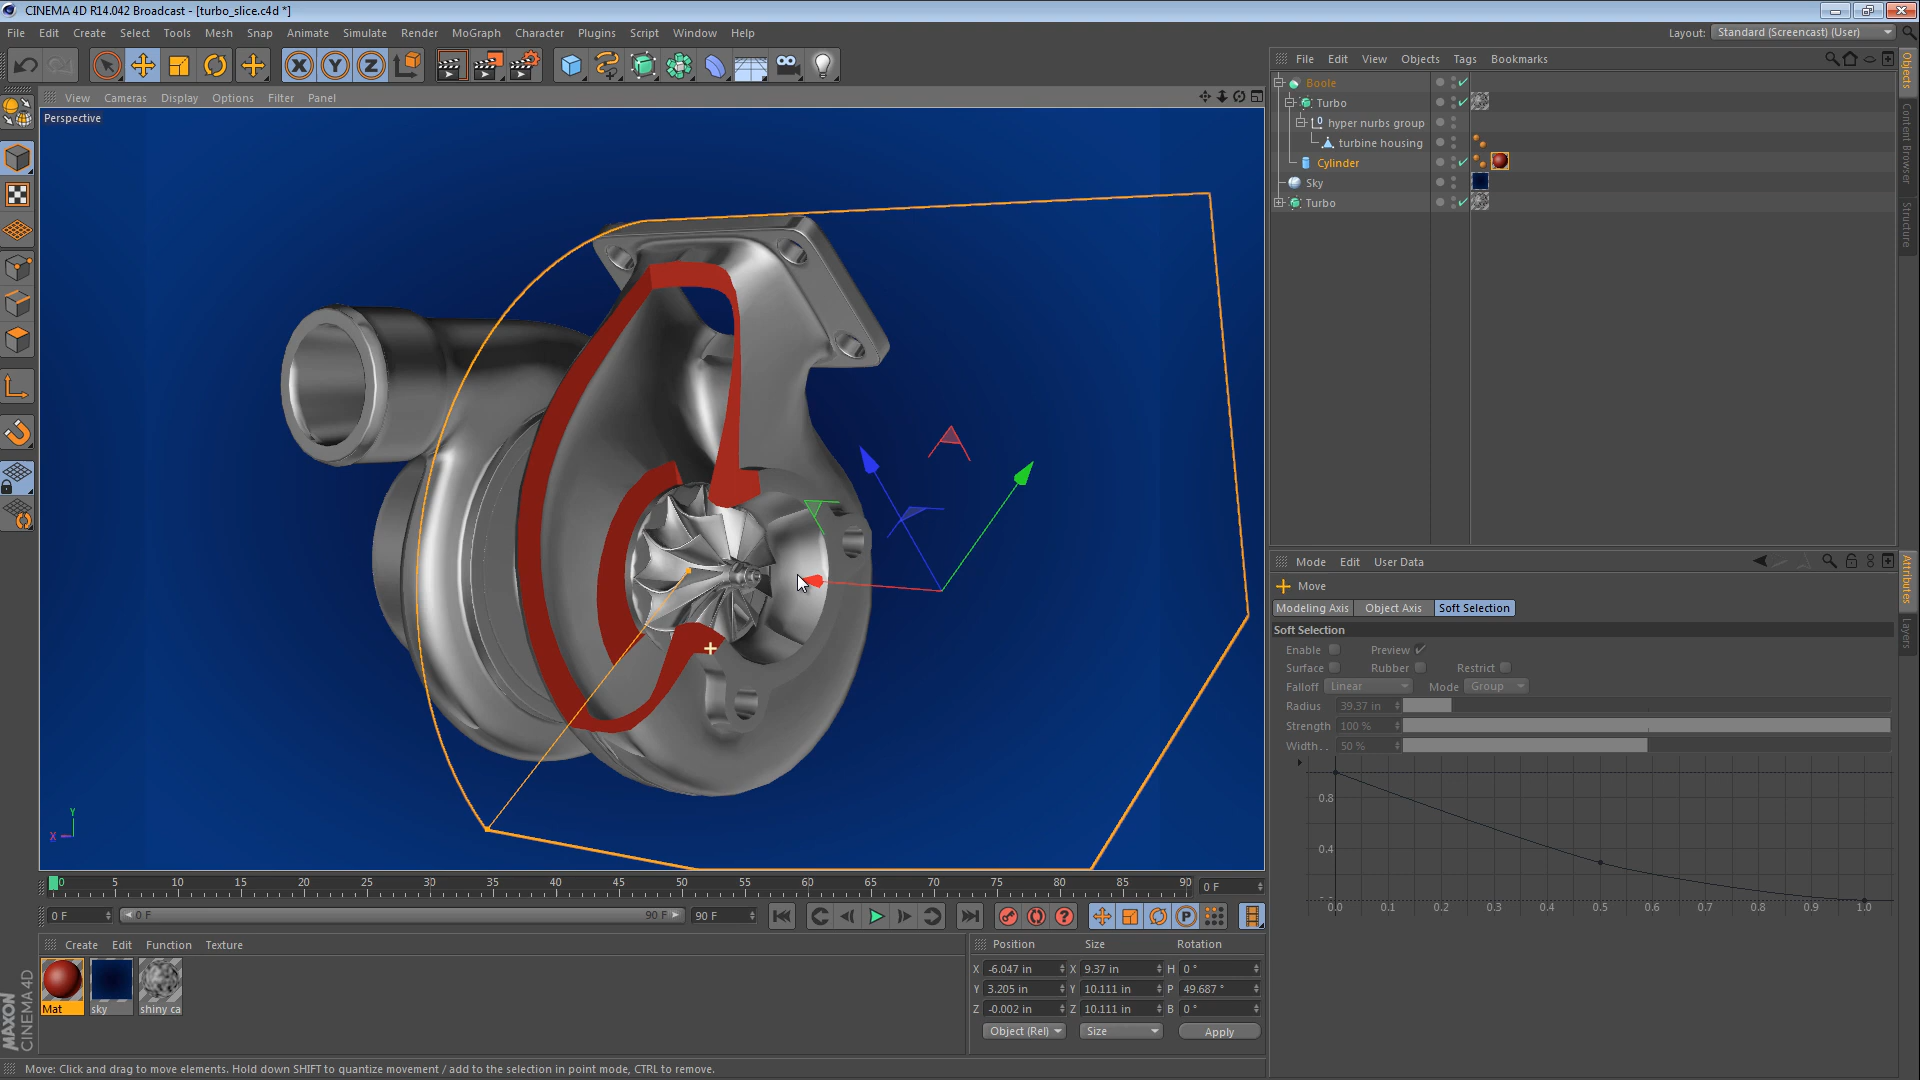 CINEMA 4D R14.042 Broadcast - [turbo_slice.c4d *]
File Edit Create Select Tools Mesh Snap Animate Simulate Render MoGraph Character Plugins Script Window Help
Layout: Standard (Screencast) (User)
View Cameras Display Options Filter Panel
Perspective
Y
X
File Edit View Objects Tags Bookmarks
Boole
Turbo
hyper nurbs group
turbine housing
Cylinder
Sky
Turbo
Objects
Content Browser
Structure
Mode Edit User Data
Move
Modeling Axis Object Axis Soft Selection
Soft Selection
Enable Preview
Surface Rubber Restrict
Falloff Linear Mode Group
Radius 39.37 in
Strength 100 %
Width . . 50 %
0.8
0.4
0.0 0.1 0.2 0.3 0.4 0.5 0.6 0.7 0.8 0.9 1.0
Attributes
Layers
0 5 10 15 20 25 30 35 40 45 50 55 60 65 70 75 80 85 90 0 F
0 F 0 F 90 F 90 F
Create Edit Function Texture
Mat sky shiny ca
Position Size Rotation
X -6.047 in X 9.37 in H 0 °
Y 3.205 in Y 10.111 in P 49.687 °
Z -0.002 in Z 10.111 in B 0 °
Object (Rel) Size Apply
MAXON
CINEMA 4D
Move: Click and drag to move elements. Hold down SHIFT to quantize movement / add to the selection in point mode, CTRL to remove.